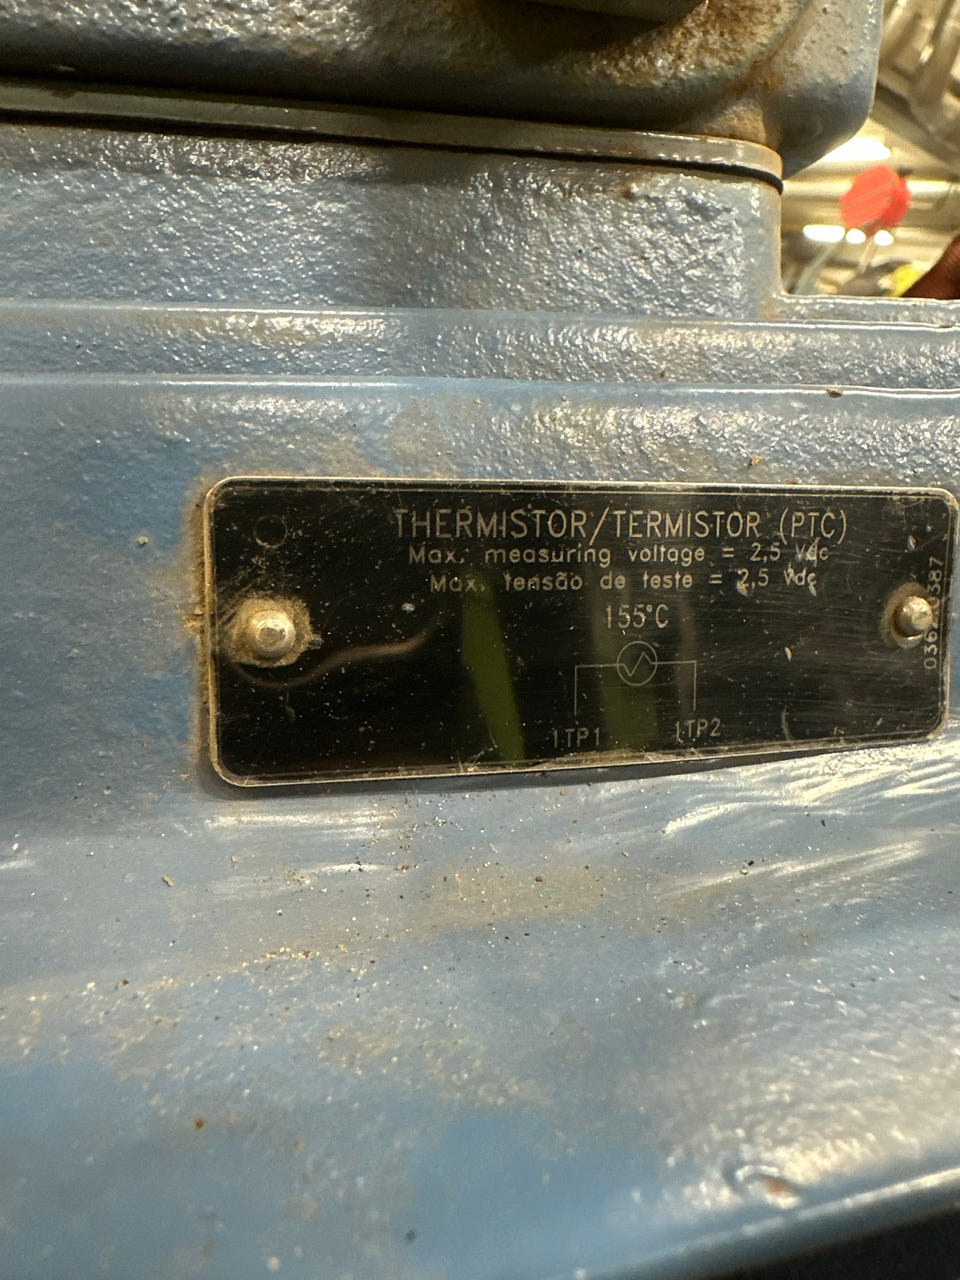 THERMISTOR/TERMISTOR (PTC)
Max. measuring voltage = 2,5 Vdc
Max. tensão de teste = 2,5 Vdc
155°C
1TP1 1TP2